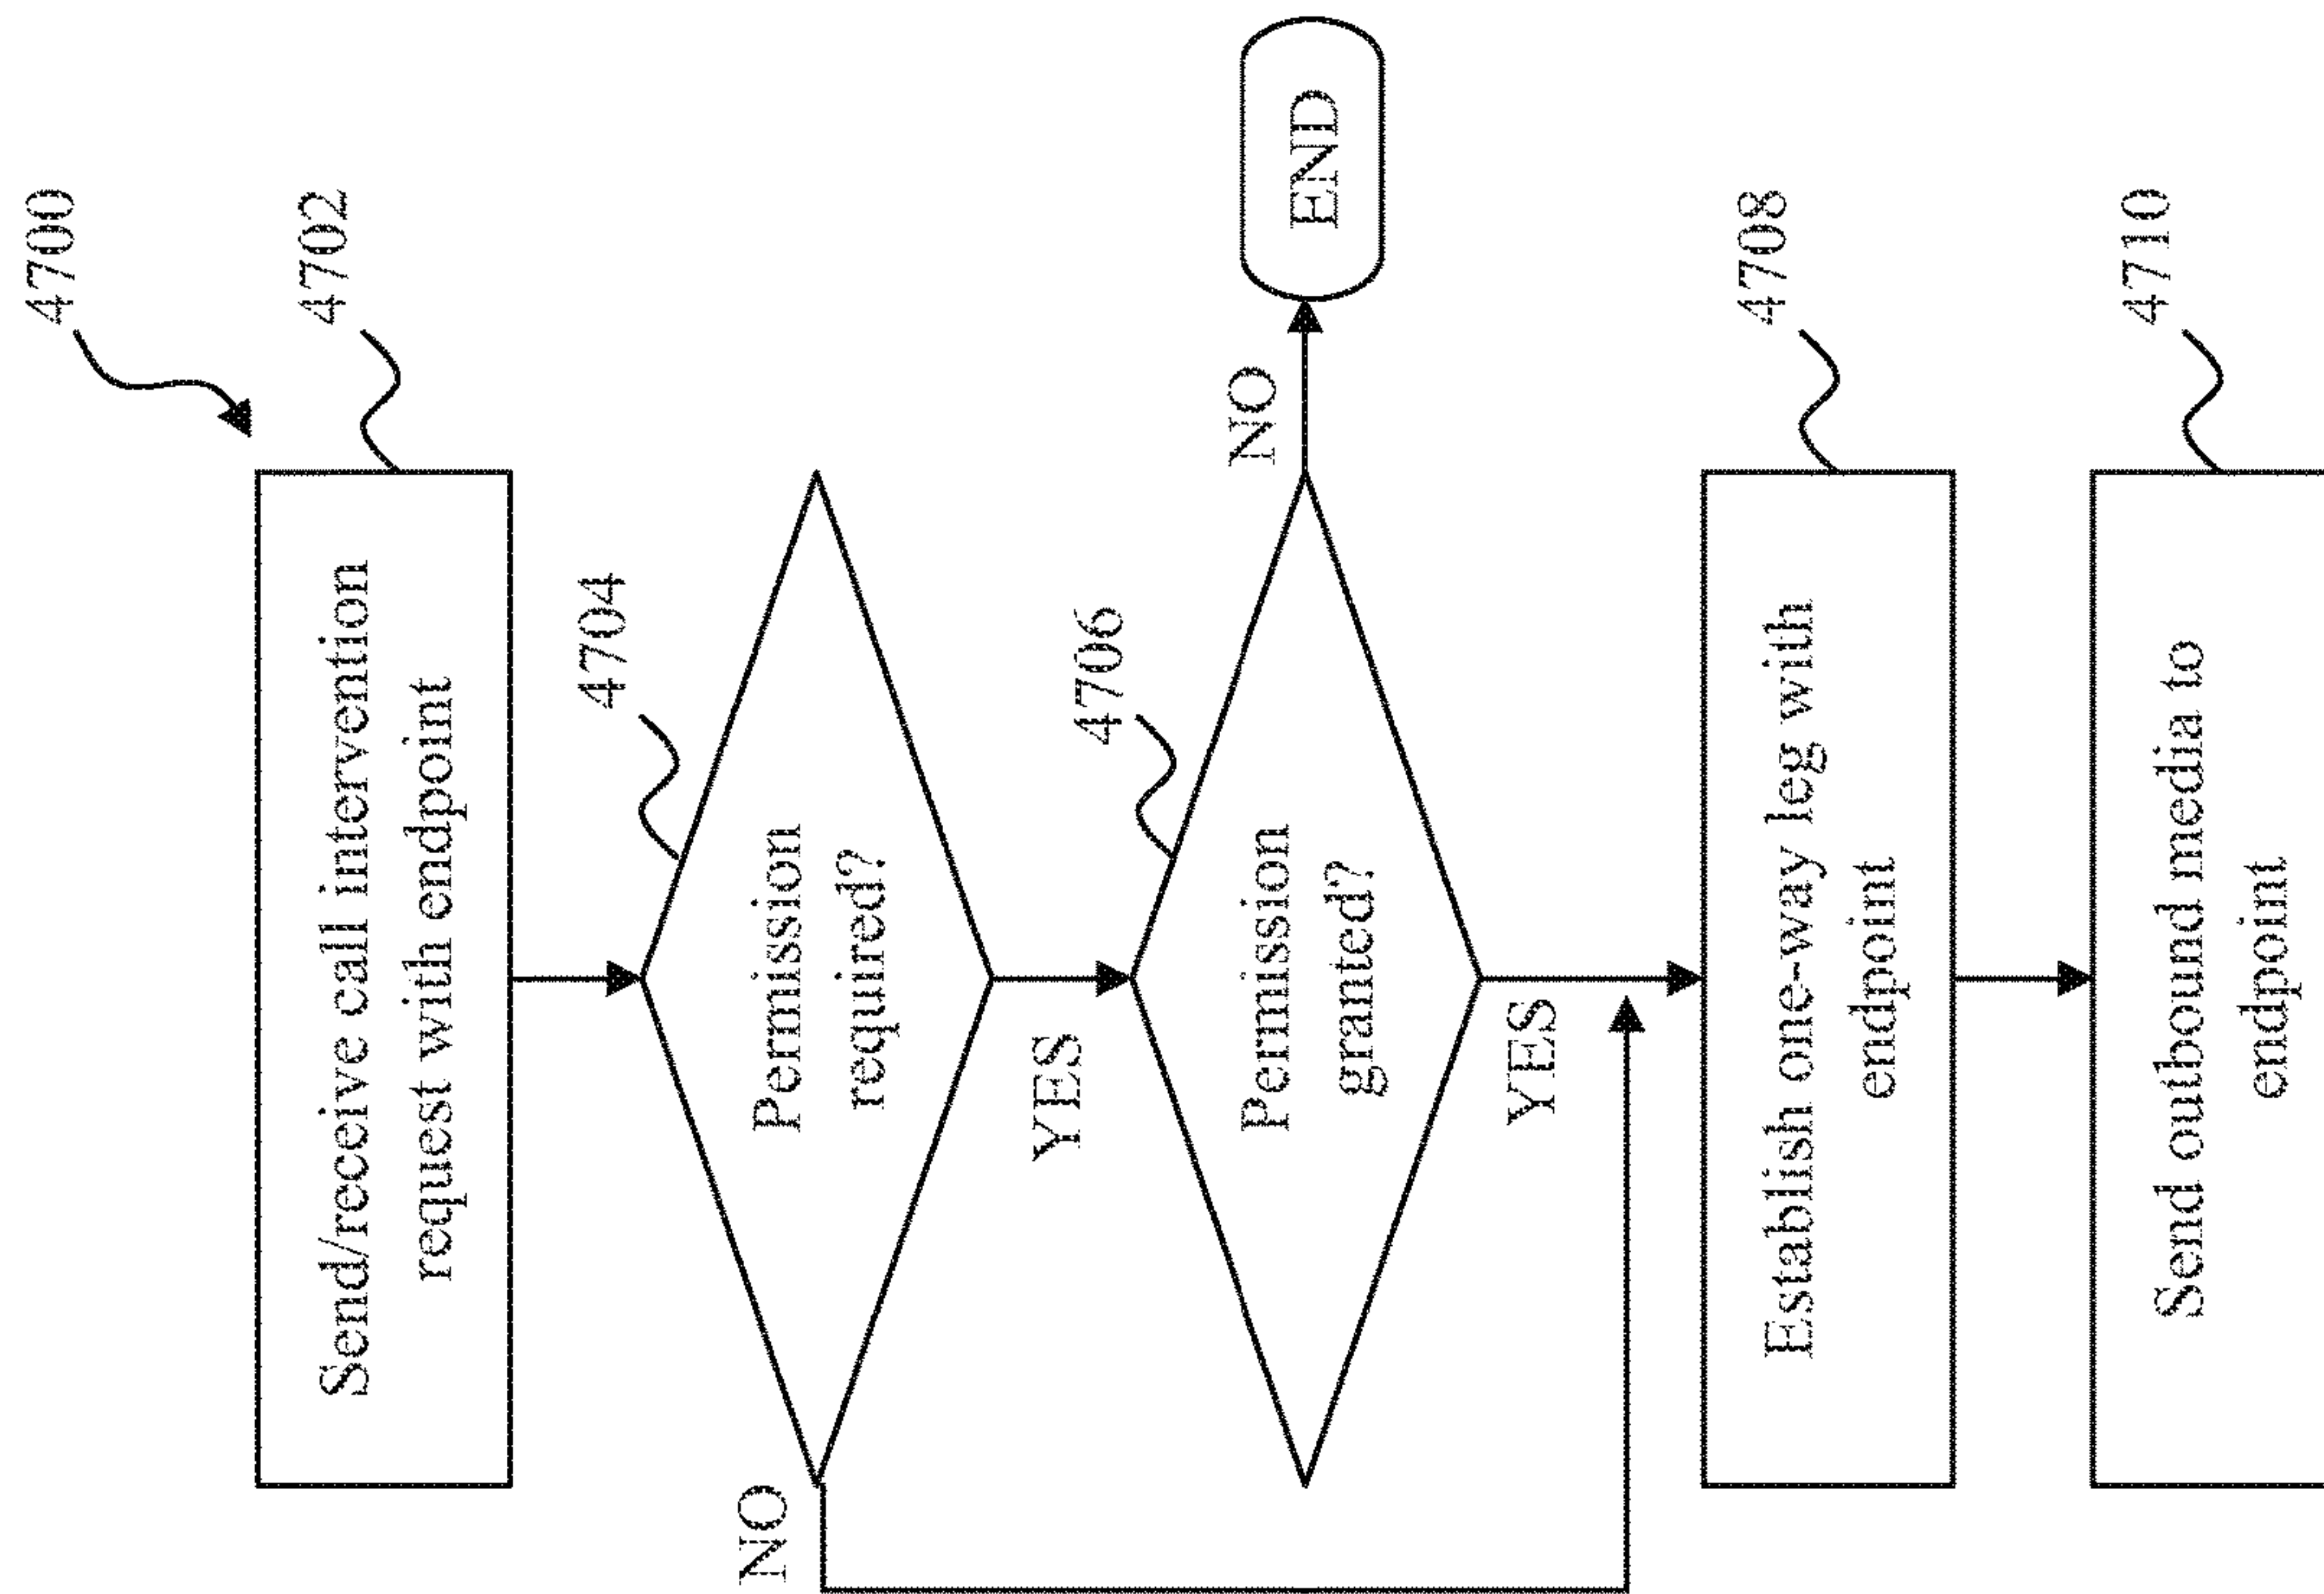 4700
4702
Send/receive call intervention
request with endpoint
4704
NO
Permission
required?
YES
4706
Permission
granted?
NO
END
YES
4708
Establish one-way leg with
endpoint
4710
Send outbound media to
endpoint